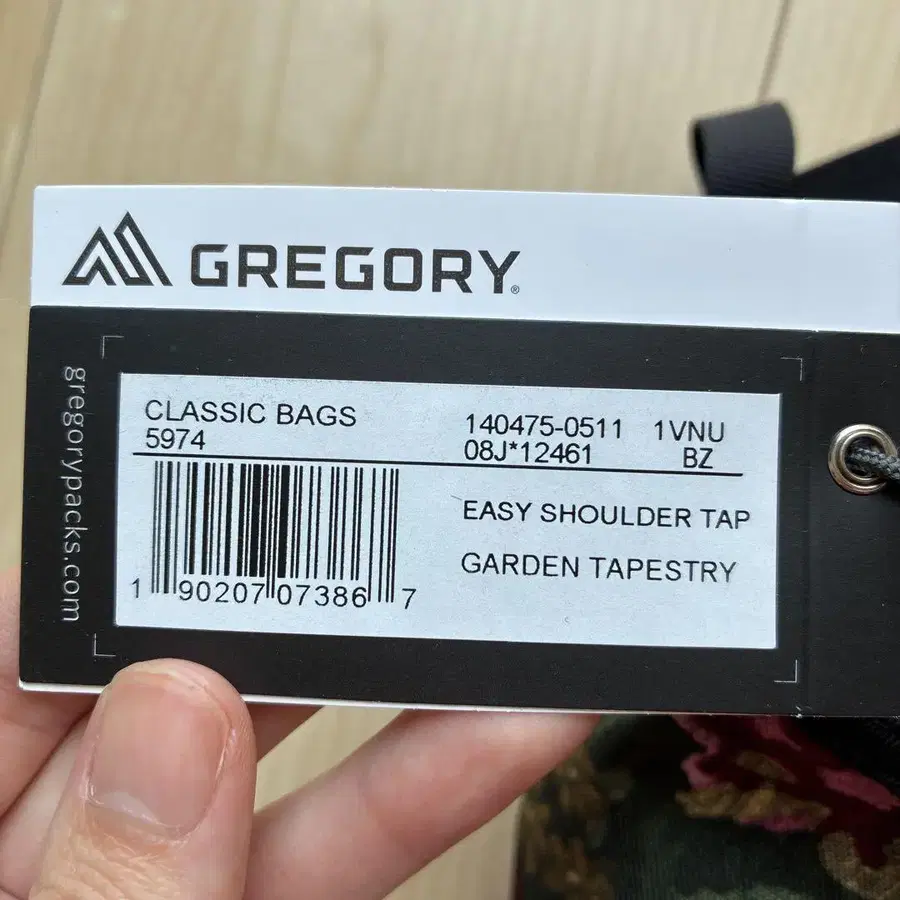 GREGORY®
gregorypacks.com
CLASSIC BAGS
5974
140475-0511 1VNU
08J*12461 BZ
EASY SHOULDER TAP
GARDEN TAPESTRY
1 90207 07386 7